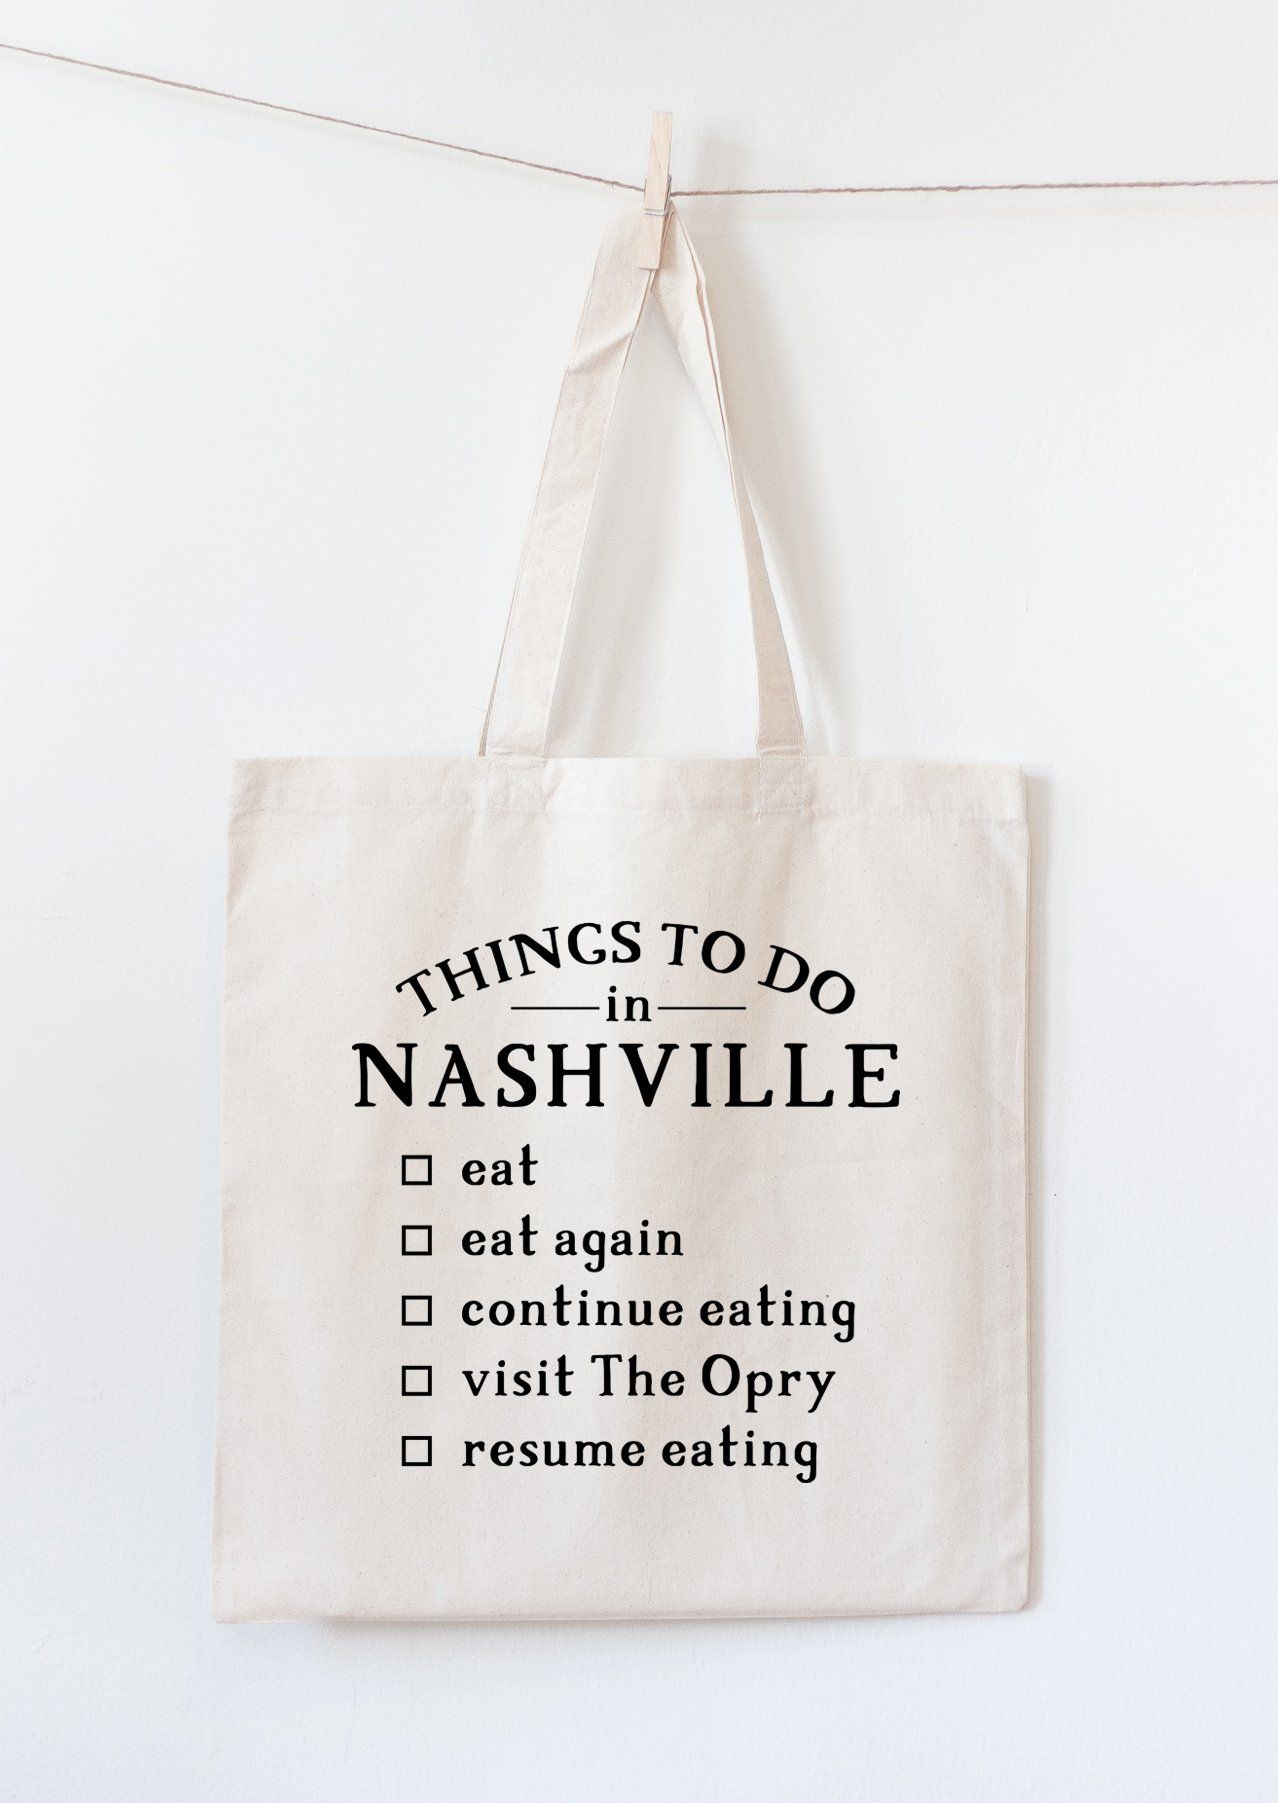 THINGS TO DO
in
NASHVILLE
eat
eat again
continue eating
visit The Opry
resume eating